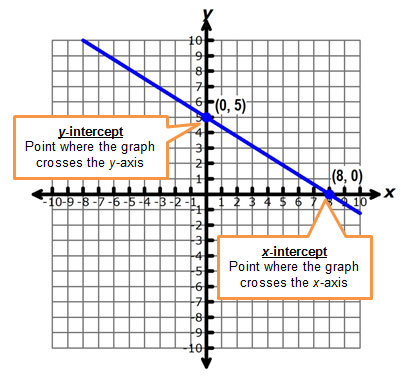 y
10
9
8
7
6
5
(0, 5)
y-intercept
Point where the graph
crosses the y-axis
4
3
2
1
(8, 0)
x
-10 -9 -8 -7 -6 -5 -4 -3 -2 -1 1 2 3 4 5 6 7 8 9 10
-1
-2
-3
-4
-5
-6
-7
-8
-9
-10
x-intercept
Point where the graph
crosses the x-axis